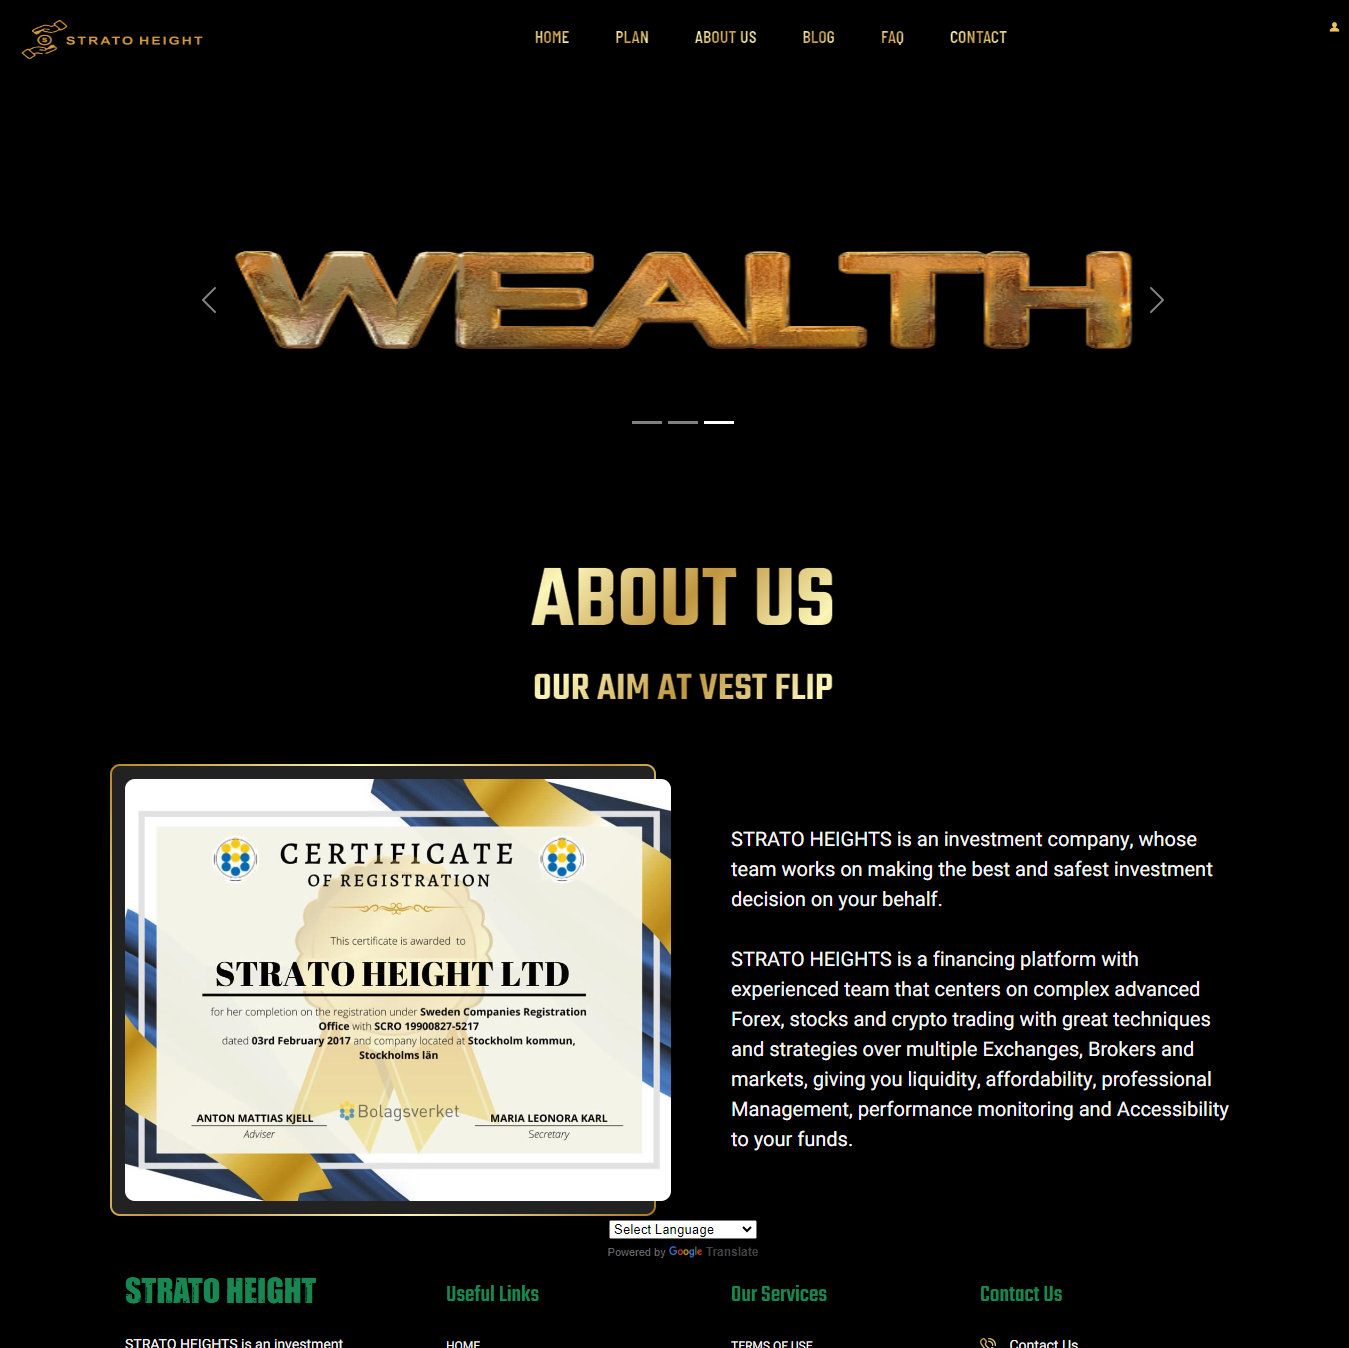 STRATO HEIGHT
HOME PLAN ABOUT US BLOG FAQ CONTACT
WEALTH
ABOUT US
OUR AIM AT VEST FLIP
CERTIFICATE
OF REGISTRATION
This certificate is awarded to
STRATO HEIGHT LTD
for her completion on the registration under Sweden Companies Registration
Office with SCRO 19900827-5217
dated 03rd February 2017 and company located at Stockholm kommun,
Stockholms län
ANTON MATTIAS KJELL
Adviser
Bolagsverket
MARIA LEONORA KARL
Secretary
STRATO HEIGHTS is an investment company, whose
team works on making the best and safest investment
decision on your behalf.
STRATO HEIGHTS is a financing platform with
experienced team that centers on complex advanced
Forex, stocks and crypto trading with great techniques
and strategies over multiple Exchanges, Brokers and
markets, giving you liquidity, affordability, professional
Management, performance monitoring and Accessibility
to your funds.
Select Language
Powered by Google Translate
STRATO HEIGHT
STRATO HEIGHTS is an investment
Useful Links
HOME
Our Services
TERMS OF USE
Contact Us
Contact Us